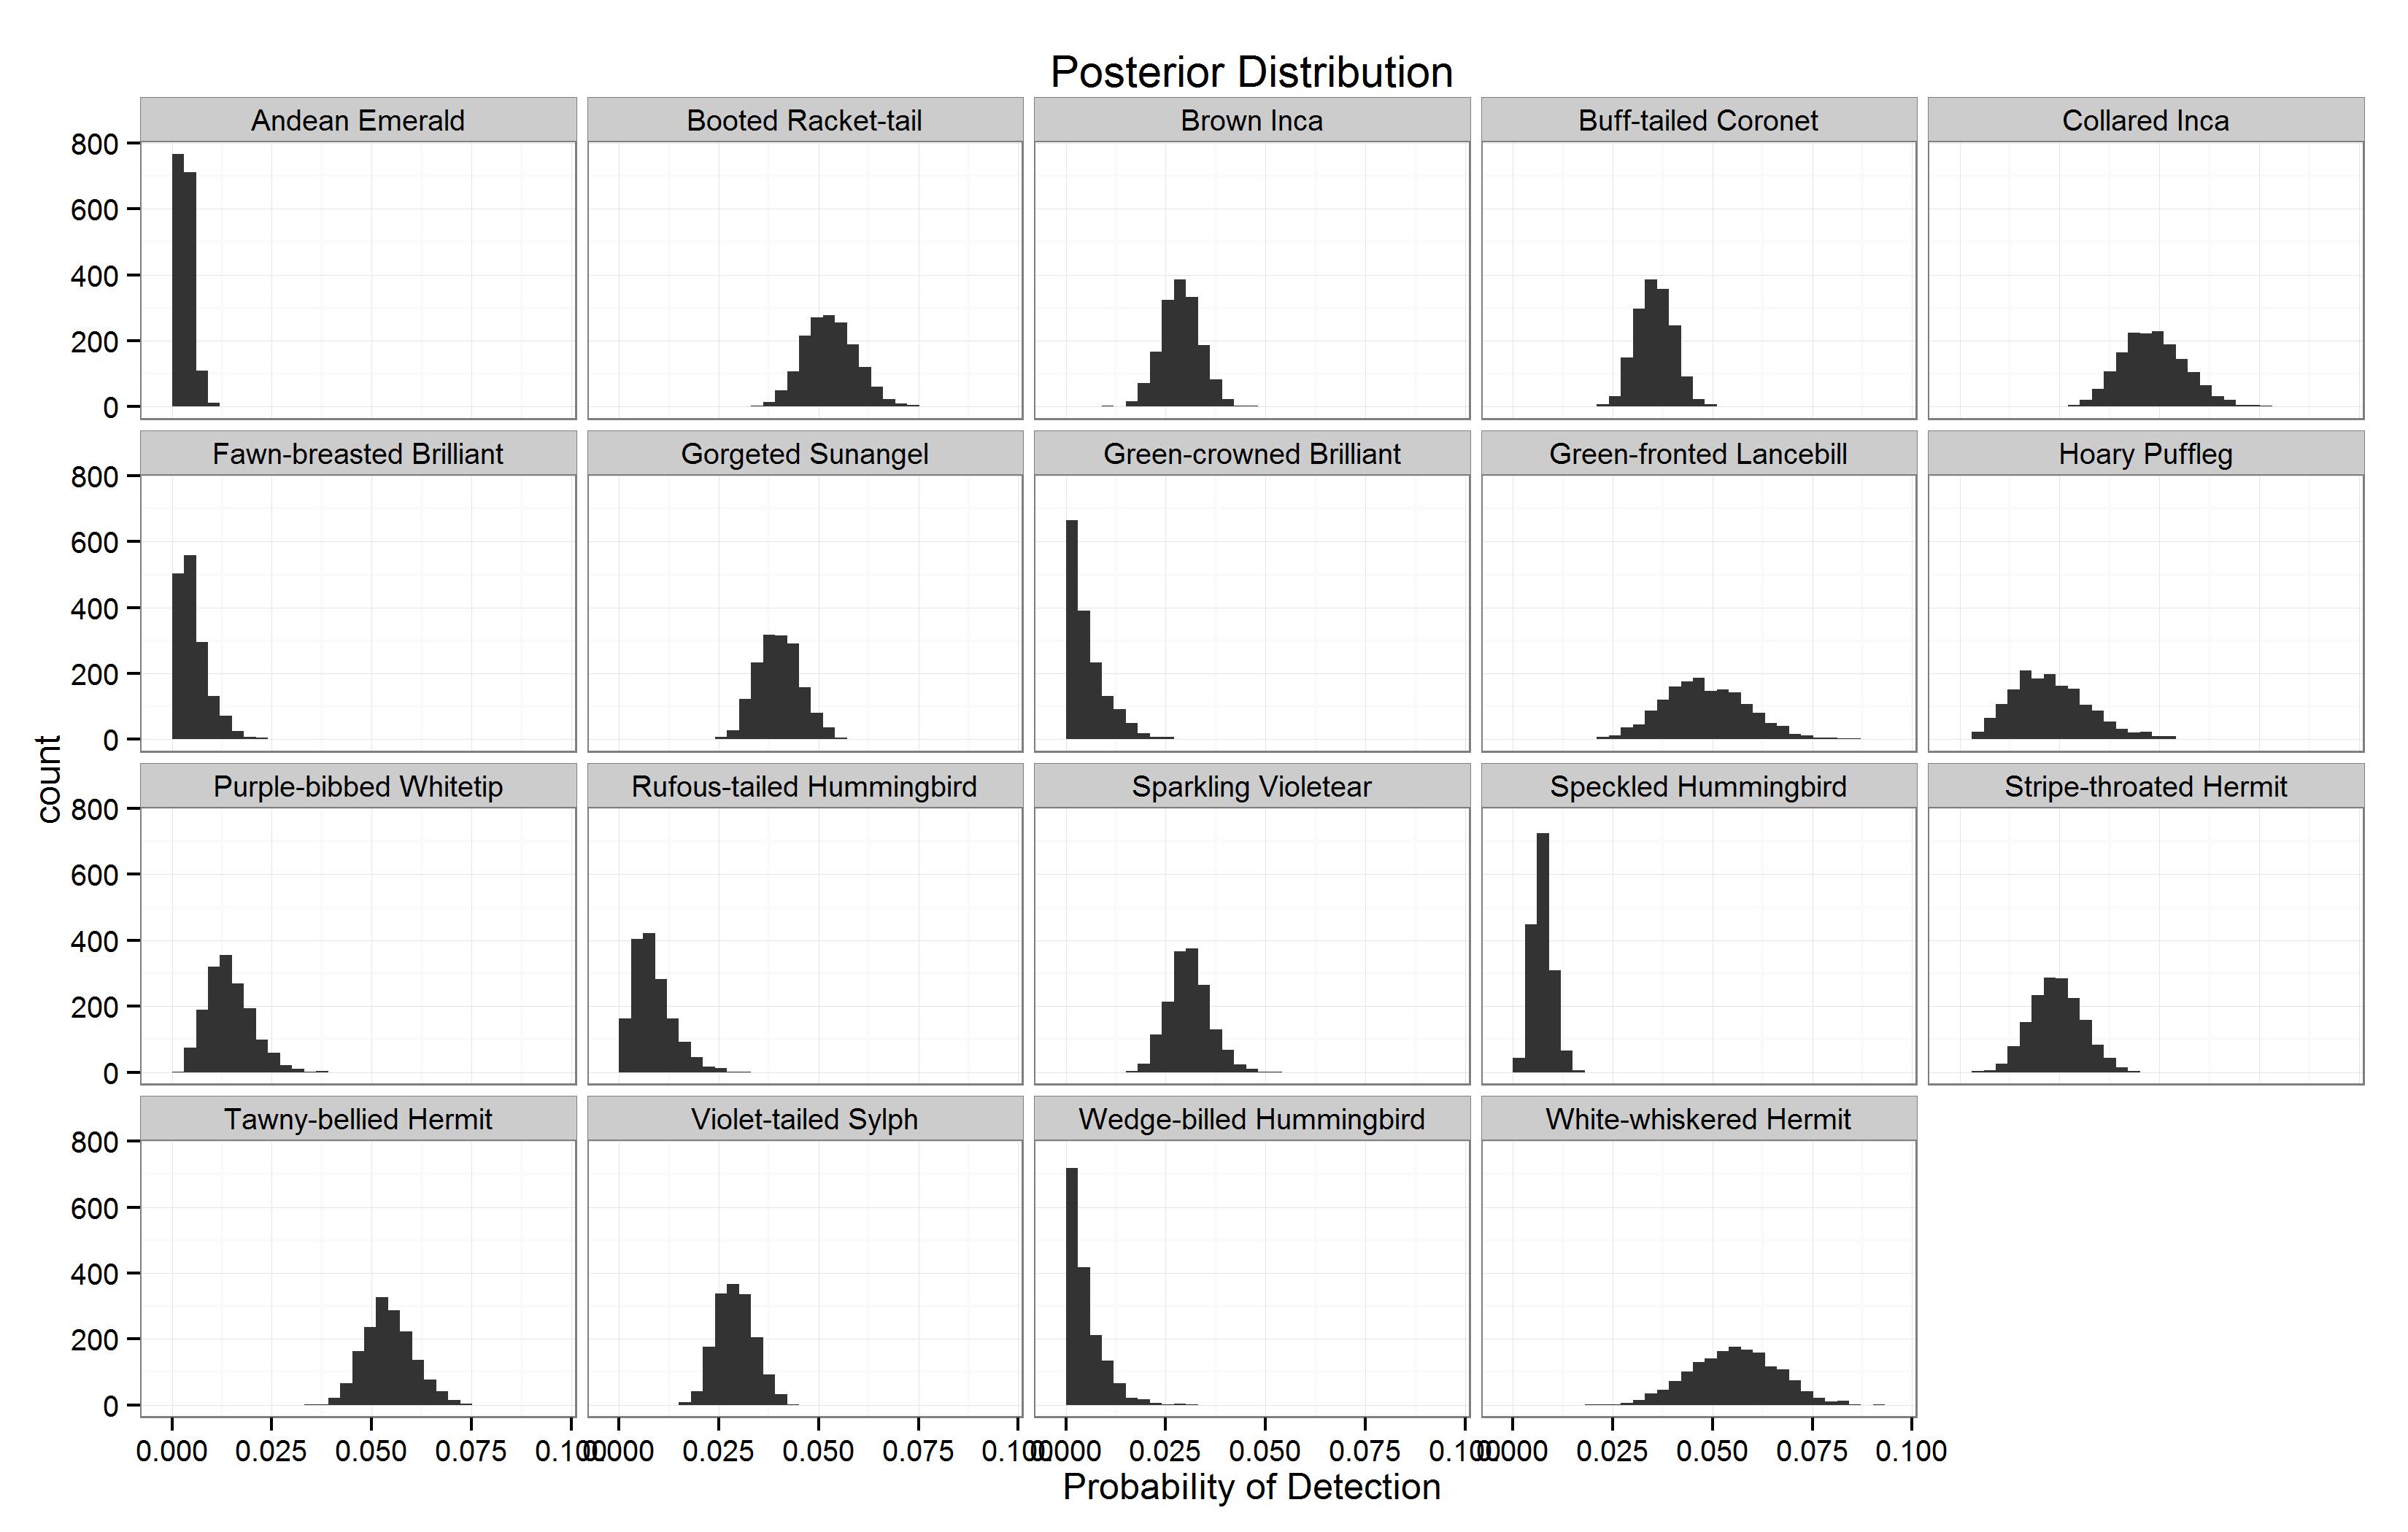 Posterior Distribution
Andean Emerald Booted Racket-tail Brown Inca Buff-tailed Coronet Collared Inca
800
600
400
200
0
Fawn-breasted Brilliant Gorgeted Sunangel Green-crowned Brilliant Green-fronted Lancebill Hoary Puffleg
800
600
400
200
0
count
Purple-bibbed Whitetip Rufous-tailed Hummingbird Sparkling Violetear Speckled Hummingbird Stripe-throated Hermit
800
600
400
200
0
Tawny-bellied Hermit Violet-tailed Sylph Wedge-billed Hummingbird White-whiskered Hermit
800
600
400
200
0
0.000 0.025 0.050 0.075 0.100 0.000 0.025 0.050 0.075 0.100 0.000 0.025 0.050 0.075 0.100 0.000 0.025 0.050 0.075 0.100
Probability of Detection